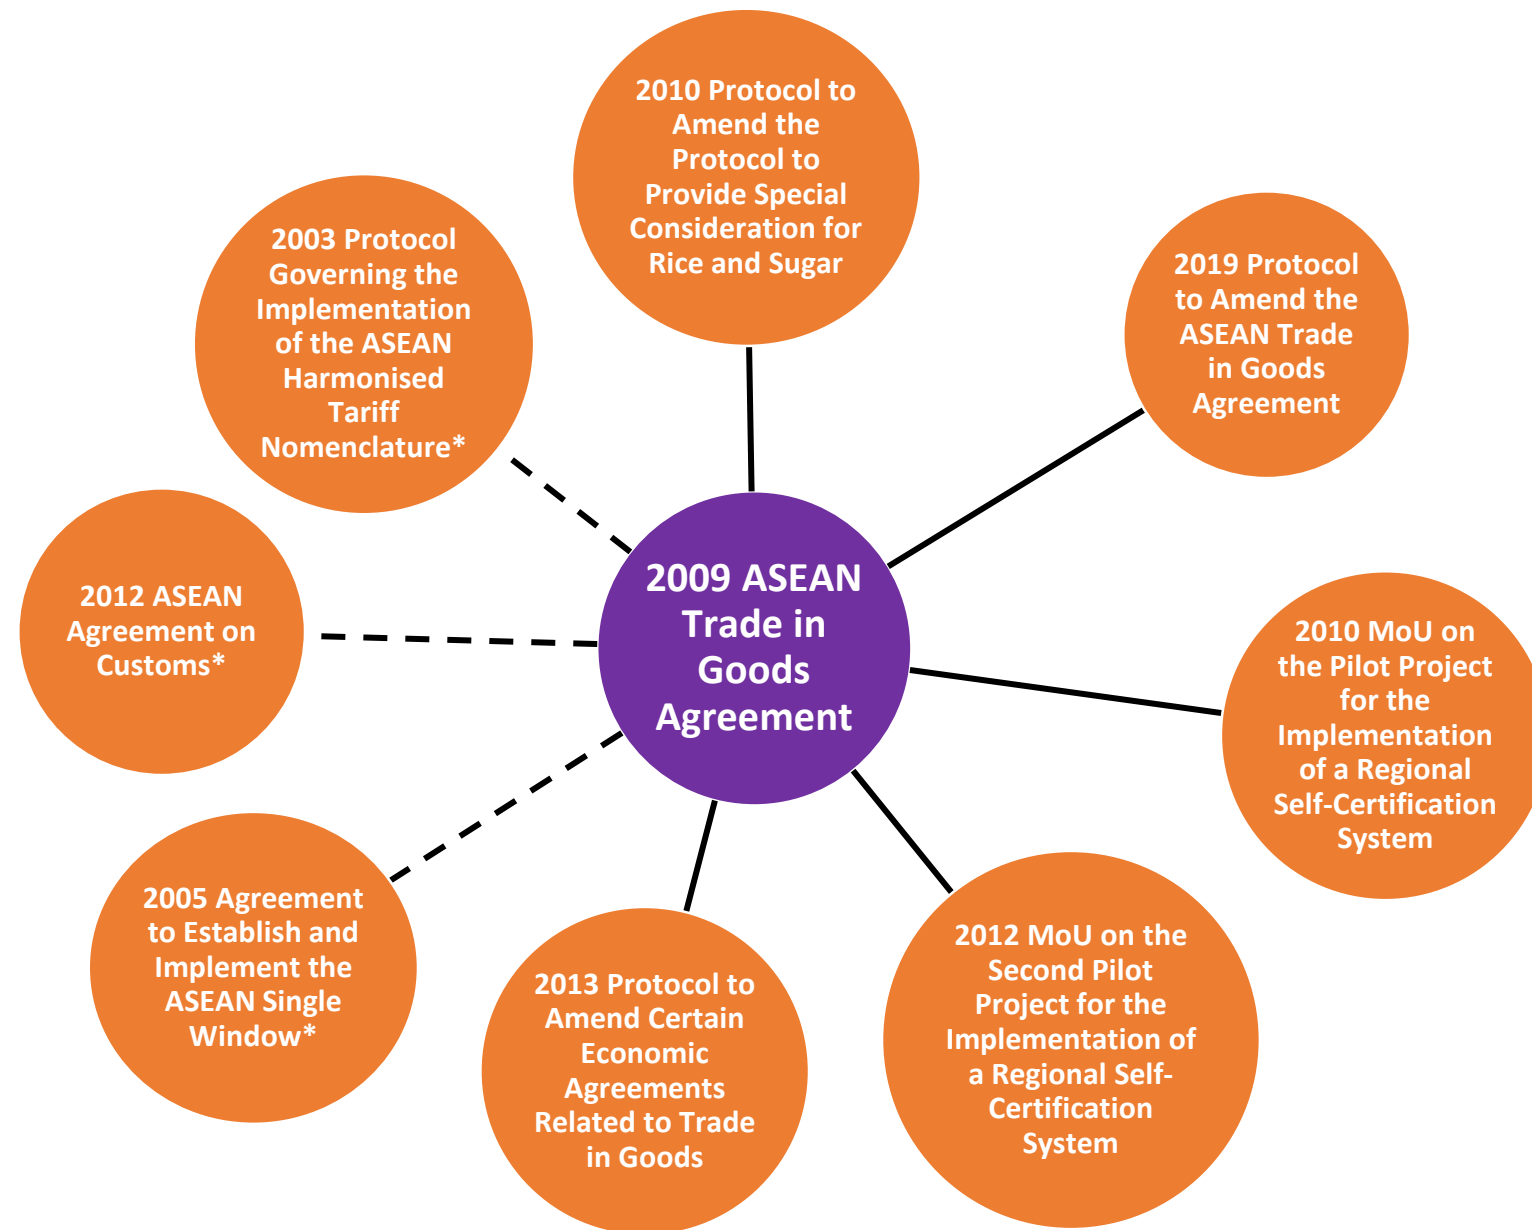 2010 Protocol to
Amend the
Protocol to
Provide Special
Consideration for
Rice and Sugar
2003 Protocol
Governing the
Implementation
of the ASEAN
Harmonised
Tariff
Nomenclature*
2019 Protocol
to Amend the
ASEAN Trade
in Goods
Agreement
2009 ASEAN
Trade in
Goods
Agreement
2012 ASEAN
Agreement on
Customs*
2010 MoU on
the Pilot Project
for the
Implementation
of a Regional
Self-Certification
System
2005 Agreement
to Establish and
Implement the
ASEAN Single
Window*
2013 Protocol to
Amend Certain
Economic
Agreements
Related to Trade
in Goods
2012 MoU on the
Second Pilot
Project for the
Implementation of
a Regional Self-
Certification
System